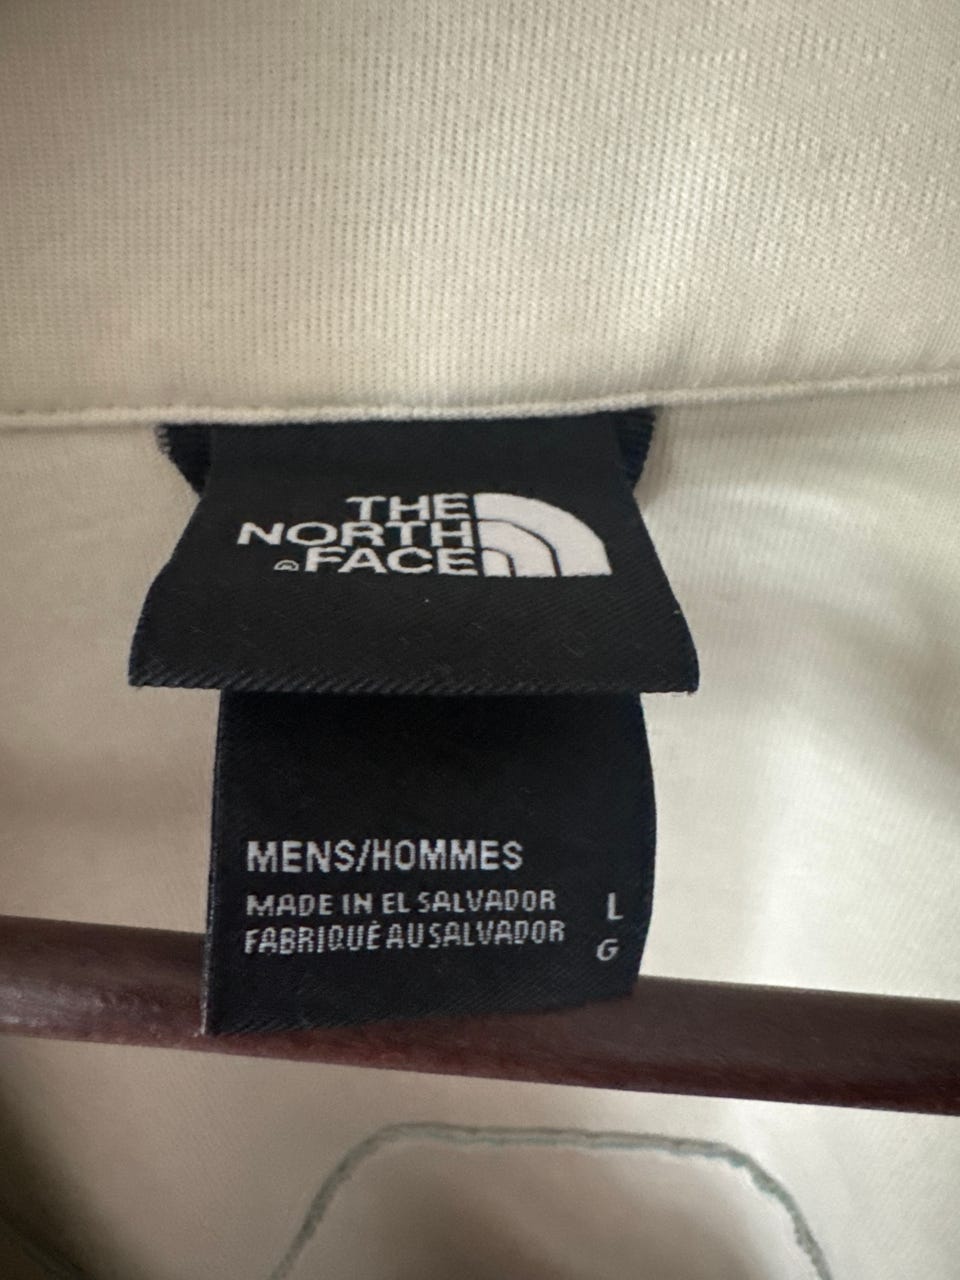 THE
NORTH
FACE
MENS/HOMMES
MADE IN EL SALVADOR L
FABRIQUÉ AU SALVADOR G